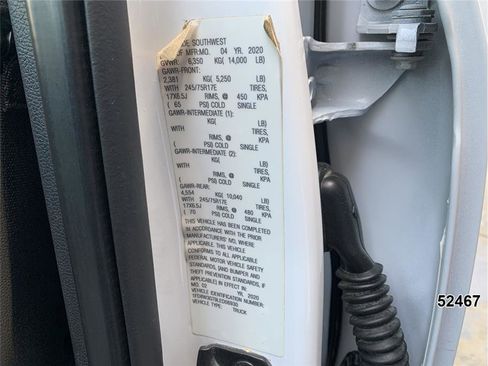 DE SOUTHWEST
OF MFR:MO. 04 YR. 2020
GVWR: 6,350 KG( 14,000 LB)
GAWR-FRONT:
2,381 KG( 5,250 LB)
WITH 245/75R17E TIRES,
17X6.5J RIMS, @ 450 KPA
( 65 PSI) COLD SINGLE
GAWR-INTERMEDIATE (1):
KG( LB)
WITH TIRES,
RIMS, @ KPA
( PSI) COLD SINGLE
GAWR-INTERMEDIATE (2):
KG( LB)
WITH TIRES,
RIMS, @ KPA
( PSI) COLD SINGLE
GAWR-REAR:
4,554 KG( 10,040 LB)
WITH 245/75R17E TIRES,
17X6.5J RIMS, @ 480 KPA
( 70 PSI) COLD SINGLE
THIS VEHICLE HAS BEEN COMPLETED
IN ACCORDANCE WITH THE PRIOR
MANUFACTURERS' IVD, WHERE
APPLICABLE. THIS VEHICLE
CONFORMS TO ALL APPLICABLE
FEDERAL MOTOR VEHICLE SAFETY
STANDARDS, [AND BUMPER AND
THEFT PREVENTION STANDARDS, IF
APPLICABLE] IN EFFECT IN:
MO. 02 YR. 2020
VEHICLE IDENTIFICATION NUMBER:
VEHICLE TYPE: TRUCK
52467